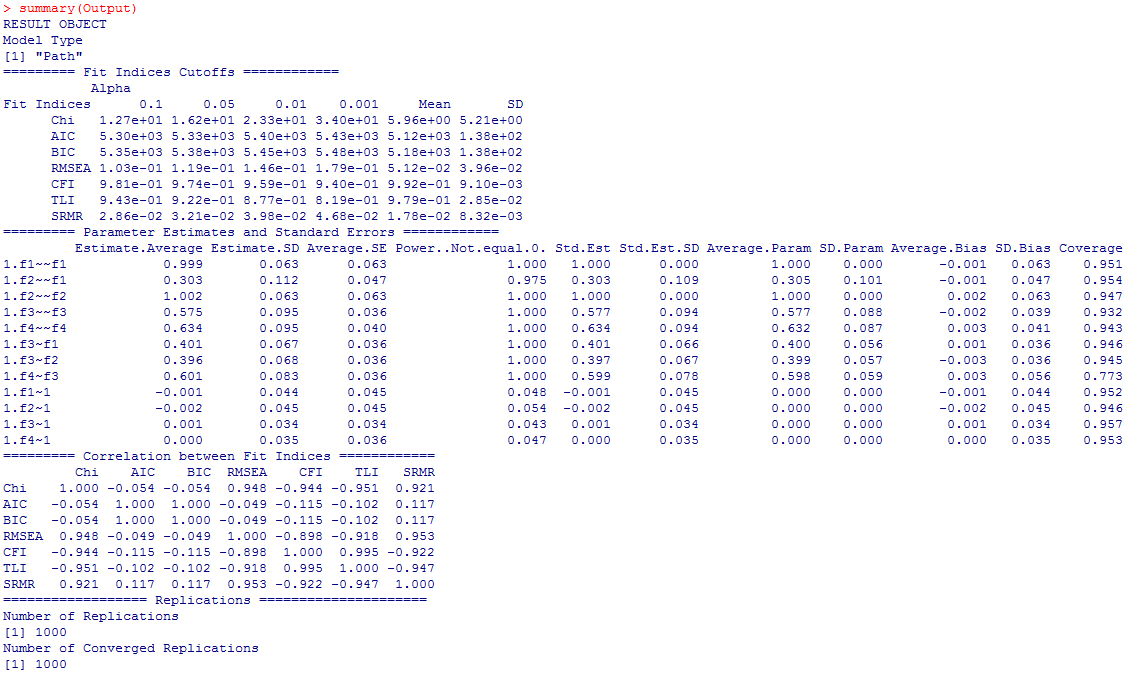 > summary(Output)
RESULT OBJECT
Model Type
[1] "Path"
========= Fit Indices Cutoffs ============
           Alpha
Fit Indices      0.1     0.05     0.01    0.001     Mean       SD
      Chi   1.27e+01 1.62e+01 2.33e+01 3.40e+01 5.96e+00 5.21e+00
      AIC   5.30e+03 5.33e+03 5.40e+03 5.43e+03 5.12e+03 1.38e+02
      BIC   5.35e+03 5.38e+03 5.45e+03 5.48e+03 5.18e+03 1.38e+02
      RMSEA 1.03e-01 1.19e-01 1.46e-01 1.79e-01 5.12e-02 3.96e-02
      CFI   9.81e-01 9.74e-01 9.59e-01 9.40e-01 9.92e-01 9.10e-03
      TLI   9.43e-01 9.22e-01 8.77e-01 8.19e-01 9.79e-01 2.85e-02
      SRMR  2.86e-02 3.21e-02 3.98e-02 4.68e-02 1.78e-02 8.32e-03
========= Parameter Estimates and Standard Errors ============
         Estimate.Average Estimate.SD Average.SE Power..Not.equal.0. Std.Est Std.Est.SD Average.Param SD.Param Average.Bias SD.Bias Coverage
1.f1~~f1            0.999       0.063      0.063               1.000   1.000      0.000         1.000    0.000       -0.001   0.063    0.951
1.f2~~f1            0.303       0.112      0.047               0.975   0.303      0.109         0.305    0.101       -0.001   0.047    0.954
1.f2~~f2            1.002       0.063      0.063               1.000   1.000      0.000         1.000    0.000        0.002   0.063    0.947
1.f3~~f3            0.575       0.095      0.036               1.000   0.577      0.094         0.577    0.088       -0.002   0.039    0.932
1.f4~~f4            0.634       0.095      0.040               1.000   0.634      0.094         0.632    0.087        0.003   0.041    0.943
1.f3~f1             0.401       0.067      0.036               1.000   0.401      0.066         0.400    0.056        0.001   0.036    0.946
1.f3~f2             0.396       0.068      0.036               1.000   0.397      0.067         0.399    0.057       -0.003   0.036    0.945
1.f4~f3             0.601       0.083      0.036               1.000   0.599      0.078         0.598    0.059        0.003   0.056    0.773
1.f1~1             -0.001       0.044      0.045               0.048  -0.001      0.045         0.000    0.000       -0.001   0.044    0.952
1.f2~1             -0.002       0.045      0.045               0.054  -0.002      0.045         0.000    0.000       -0.002   0.045    0.946
1.f3~1              0.001       0.034      0.034               0.043   0.001      0.034         0.000    0.000        0.001   0.034    0.957
1.f4~1              0.000       0.035      0.036               0.047   0.000      0.035         0.000    0.000        0.000   0.035    0.953
========= Correlation between Fit Indices ============
         Chi    AIC    BIC  RMSEA    CFI    TLI   SRMR
Chi    1.000 -0.054 -0.054  0.948 -0.944 -0.951  0.921
AIC   -0.054  1.000  1.000 -0.049 -0.115 -0.102  0.117
BIC   -0.054  1.000  1.000 -0.049 -0.115 -0.102  0.117
RMSEA  0.948 -0.049 -0.049  1.000 -0.898 -0.918  0.953
CFI   -0.944 -0.115 -0.115 -0.898  1.000  0.995 -0.922
TLI   -0.951 -0.102 -0.102 -0.918  0.995  1.000 -0.947
SRMR   0.921  0.117  0.117  0.953 -0.922 -0.947  1.000
================== Replications =====================
Number of Replications
[1] 1000
Number of Converged Replications
[1] 1000